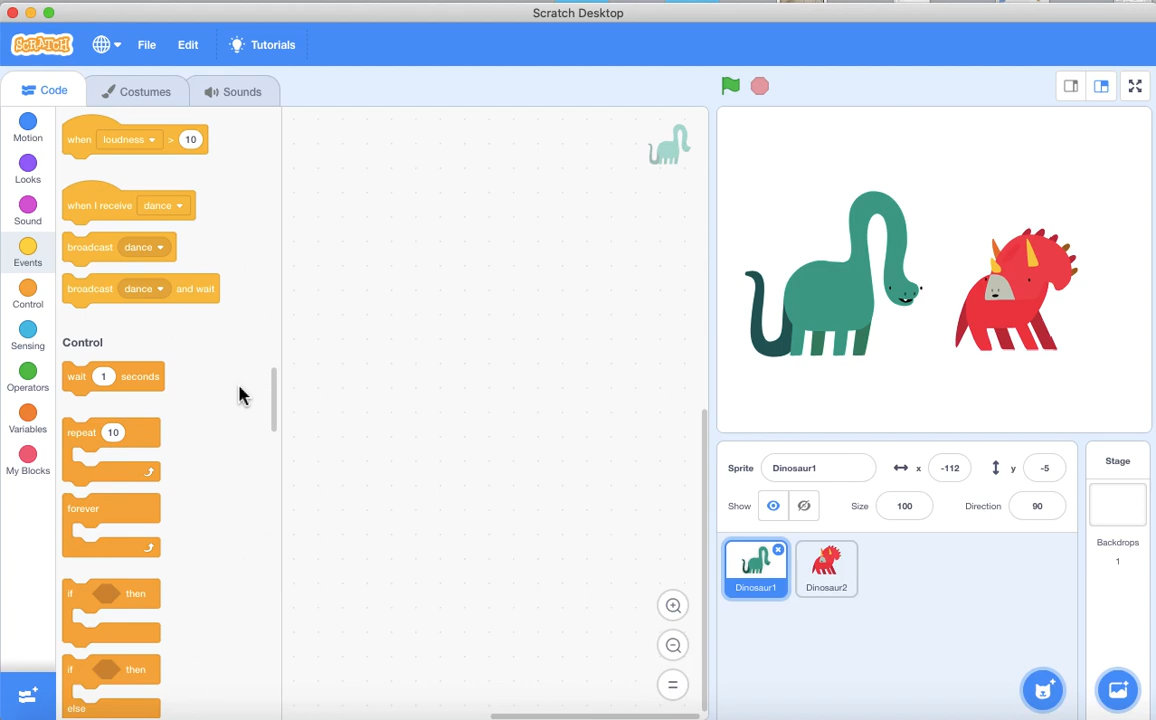 Scratch Desktop
SCRATCH File Edit Tutorials
Code Costumes Sounds
Motion
Looks
Sound
Events
Control
Sensing
Operators
Variables
My Blocks
when loudness > 10
when I receive dance
broadcast dance
broadcast dance and wait
Control
wait 1 seconds
repeat 10
forever
if then
if then
else
Sprite Dinosaur1 x -112 y -5
Show Size 100 Direction 90
Dinosaur1 Dinosaur2
Stage
Backdrops
1